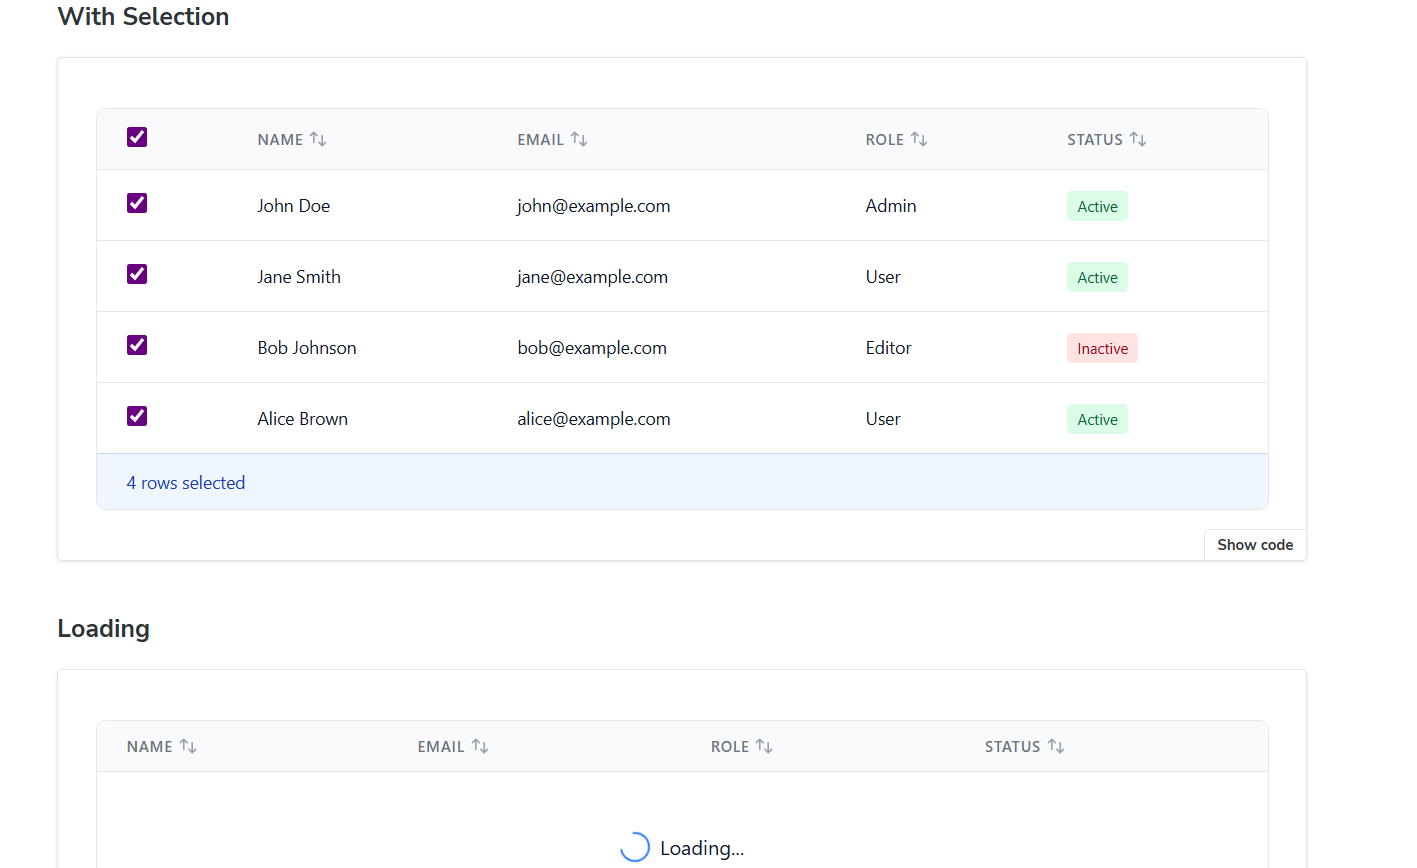 With Selection
NAME EMAIL ROLE STATUS
John Doe john@example.com Admin Active
Jane Smith jane@example.com User Active
Bob Johnson bob@example.com Editor Inactive
Alice Brown alice@example.com User Active
4 rows selected
Show code
Loading
NAME EMAIL ROLE STATUS
Loading...